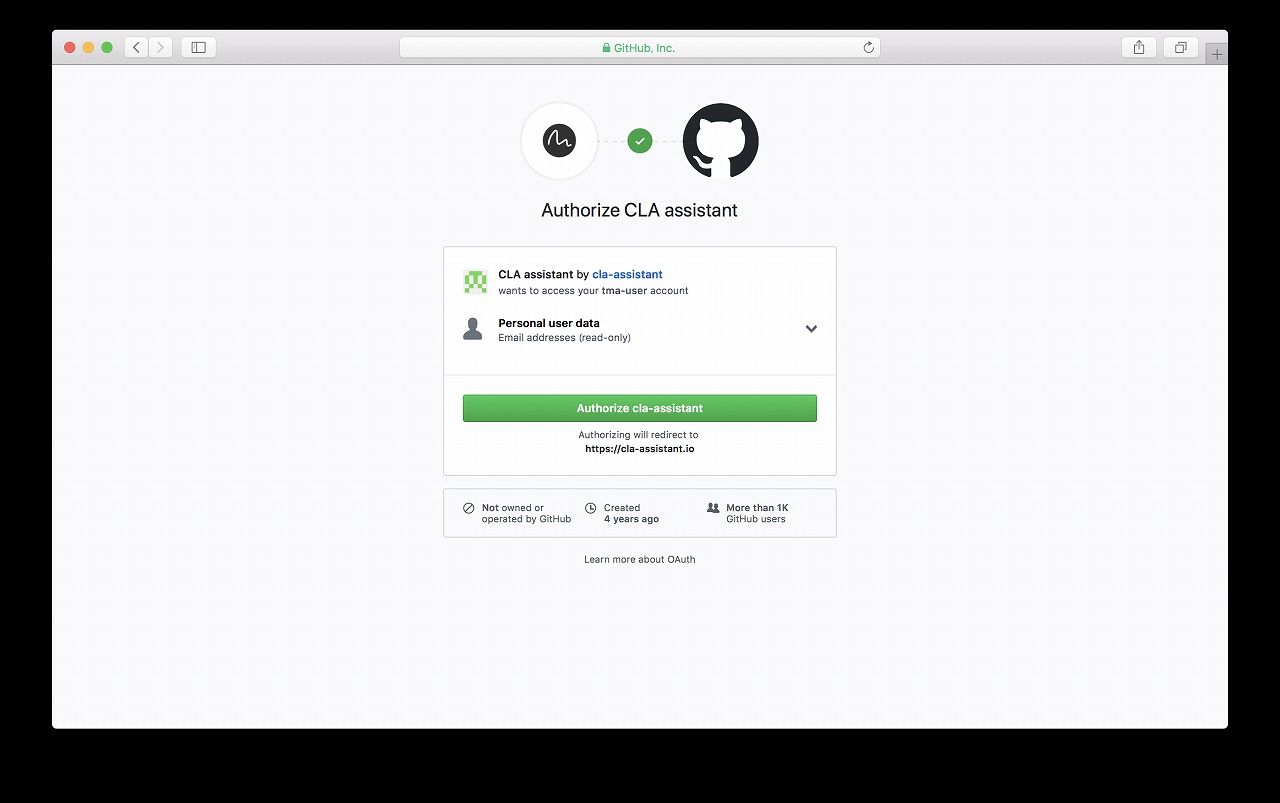 GitHub, Inc.
Authorize CLA assistant
CLA assistant by cla-assistant
wants to access your tma-user account
Personal user data
Email addresses (read-only)
Authorize cla-assistant
Authorizing will redirect to
https://cla-assistant.io
Not owned or
operated by GitHub
Created
4 years ago
More than 1K
GitHub users
Learn more about OAuth